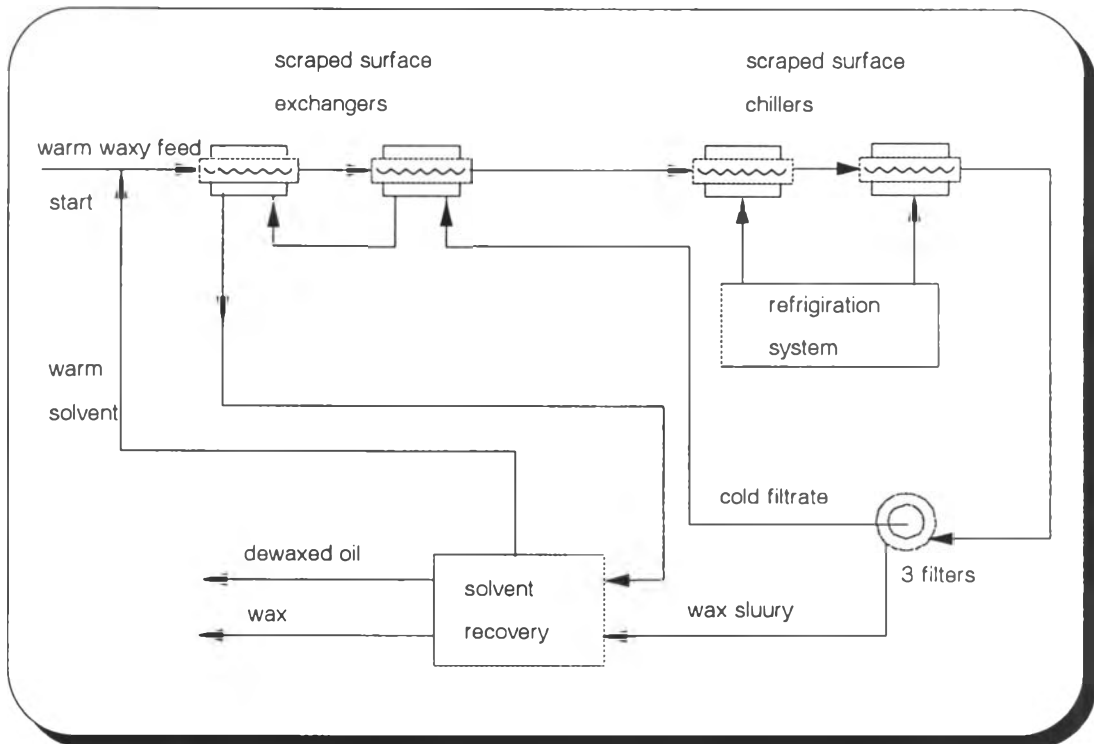 scraped surface
exchangers
scraped surface
chillers
warm waxy feed
start
refrigiration
system
warm
solvent
cold filtrate
3 filters
dewaxed oil
wax
solvent
recovery
wax sluury